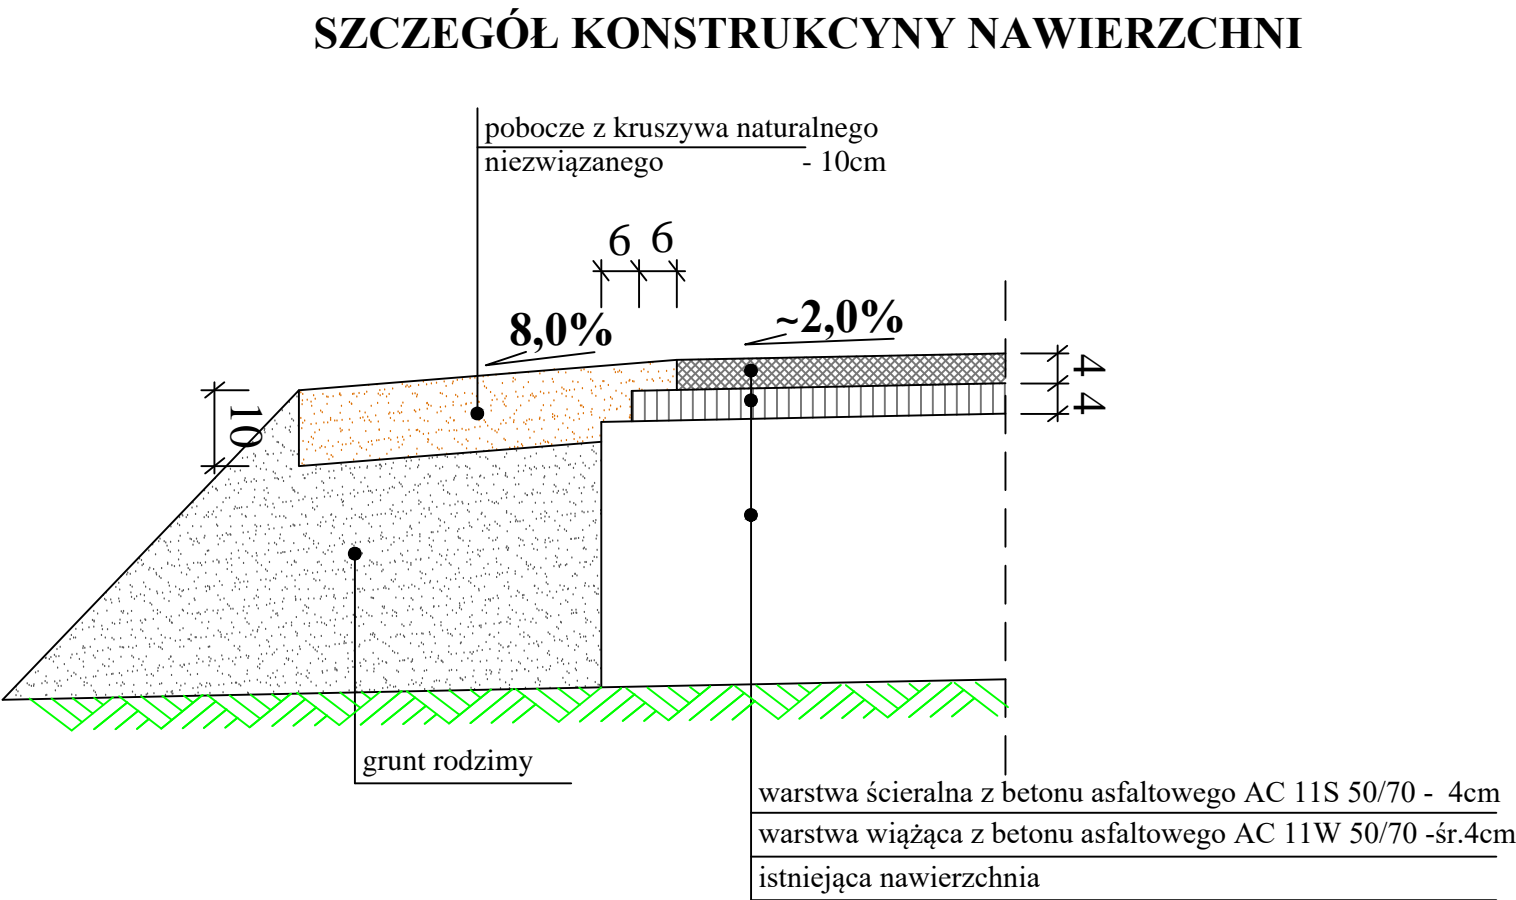 SZCZEGÓŁ KONSTRUKCYNY NAWIERZCHNI
pobocze z kruszywa naturalnego
niezwiązanego - 10cm
6 6
8,0%
~2,0%
4
4
10
grunt rodzimy
warstwa ścieralna z betonu asfaltowego AC 11S 50/70 - 4cm
warstwa wiążąca z betonu asfaltowego AC 11W 50/70 -śr.4cm
istniejąca nawierzchnia